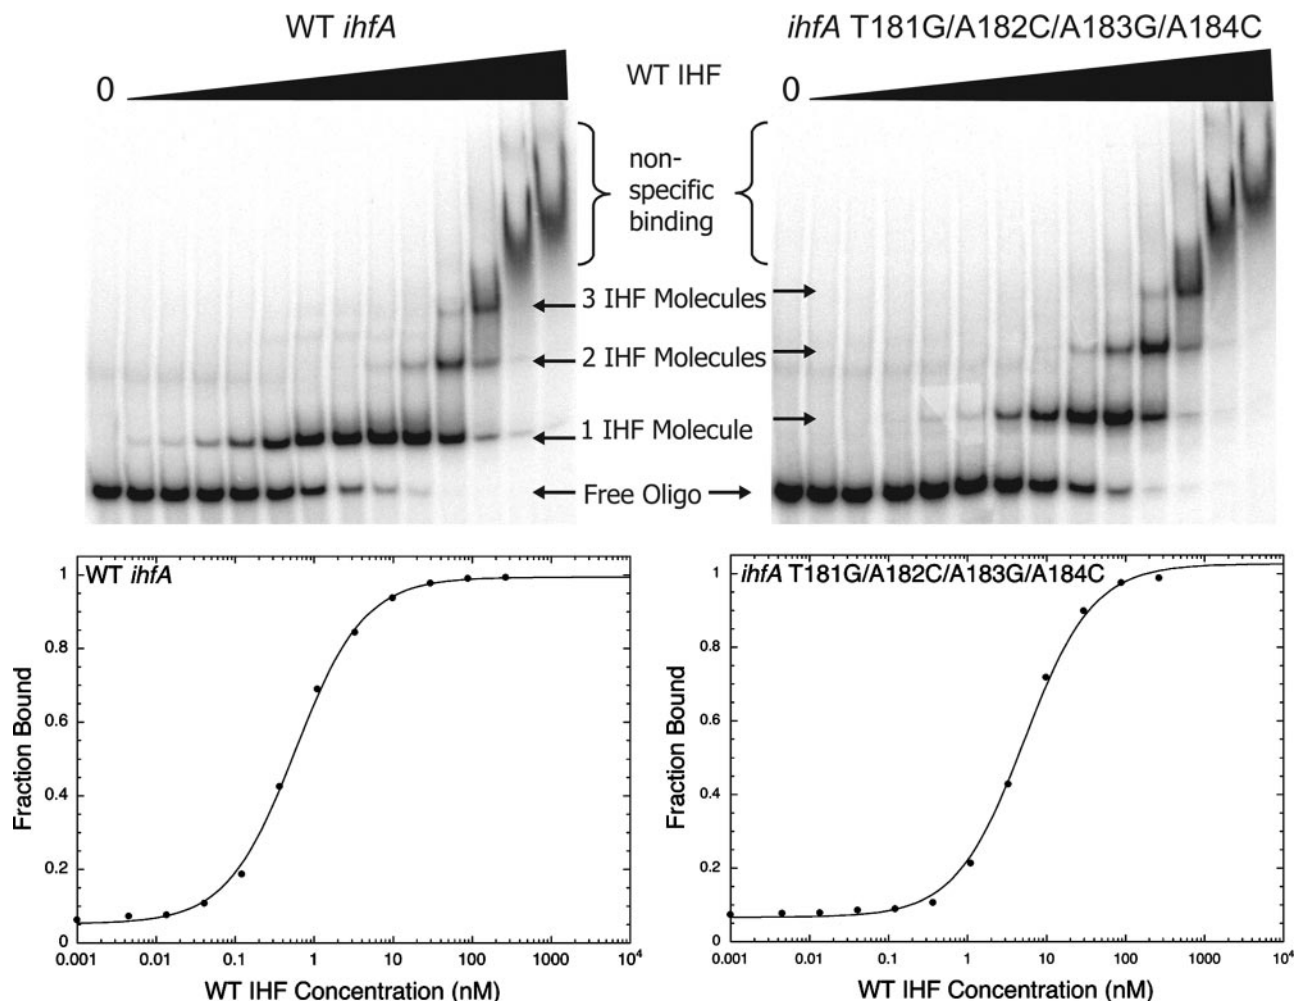 WT ihfA
ihfA T181G/A182C/A183G/A184C
0
WT IHF
0
non-
specific
binding
3 IHF Molecules
2 IHF Molecules
1 IHF Molecule
Free Oligo
WT ihfA
1
0.8
0.6
0.4
0.2
0
Fraction Bound
0.001 0.01 0.1 1 10 100 1000 10⁴
WT IHF Concentration (nM)
ihfA T181G/A182C/A183G/A184C
1
0.8
0.6
0.4
0.2
0
Fraction Bound
0.001 0.01 0.1 1 10 100 1000 10⁴
WT IHF Concentration (nM)